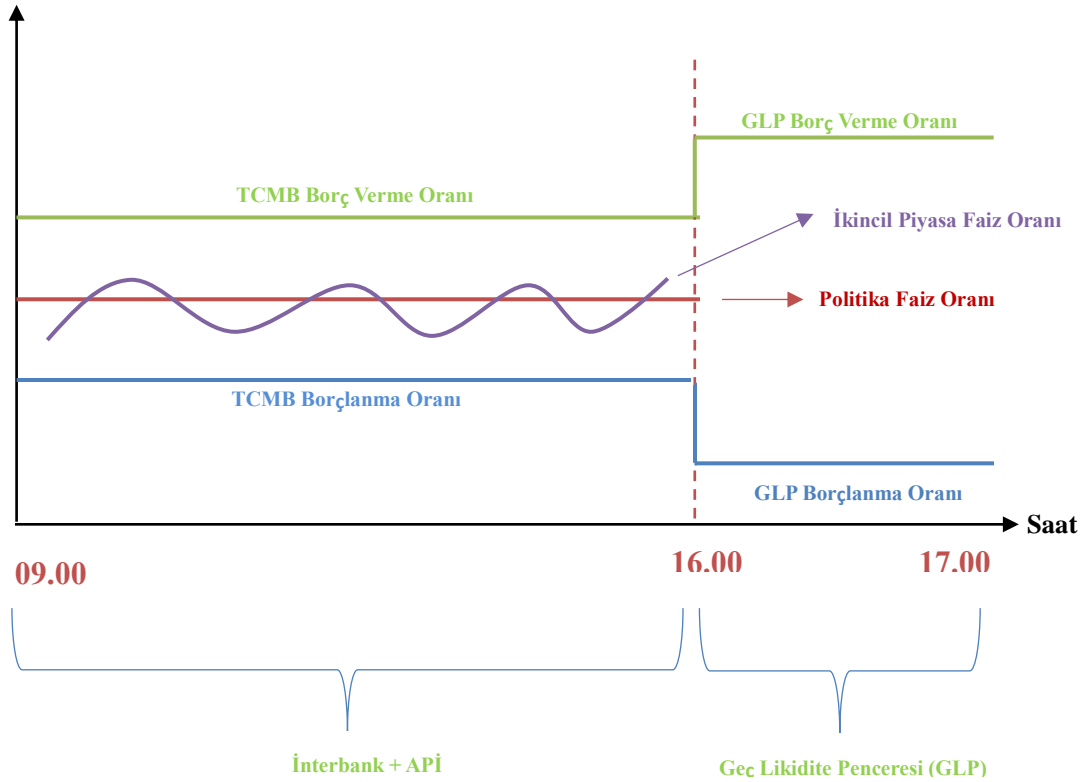 GLP Borç Verme Oranı
TCMB Borç Verme Oranı
İkincil Piyasa Faiz Oranı
Politika Faiz Oranı
TCMB Borçlanma Oranı
GLP Borçlanma Oranı
Saat
09.00
16.00
17.00
İnterbank + APİ
Geç Likidite Penceresi (GLP)